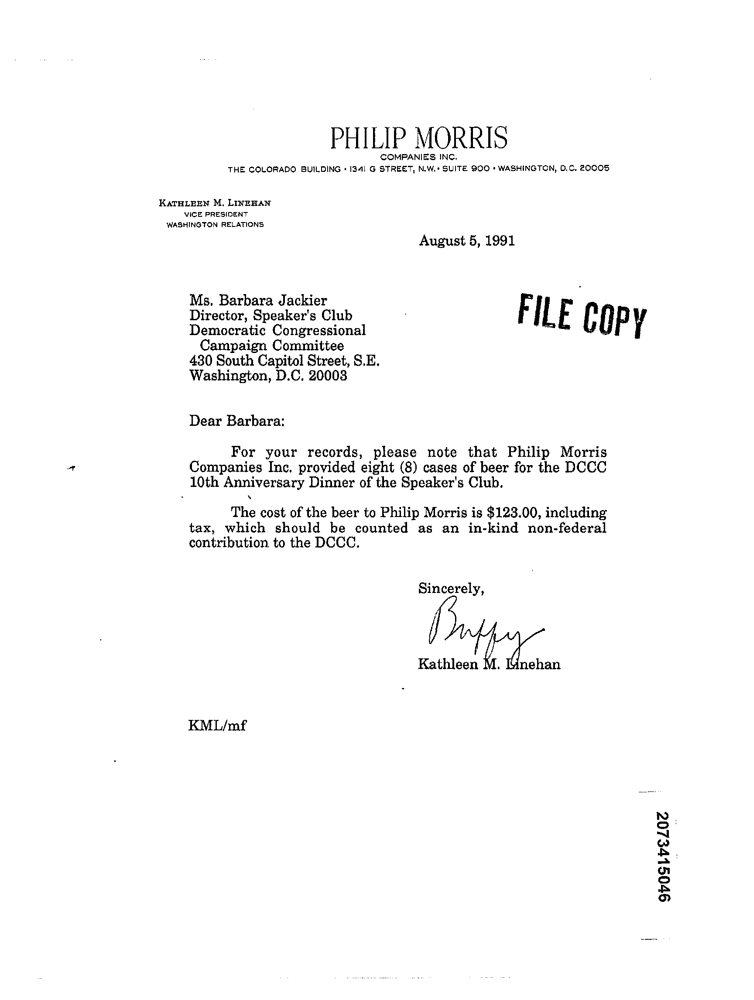 PHILIP MORRIS
COMPANIES INC.
THE COLORADO BUILDING • 1341 G STREET, N.W. • SUITE 900 • WASHINGTON, D.C. 20005
KATHLEEN M. LINEHAN
VICE PRESIDENT
WASHINGTON RELATIONS
August 5, 1991
Ms. Barbara Jackier
Director, Speaker's Club
Democratic Congressional
Campaign Committee
430 South Capitol Street, S.E.
Washington, D.C. 20003
FILE COPY
Dear Barbara:
For your records, please note that Philip Morris
Companies Inc. provided eight (8) cases of beer for the DCCC
10th Anniversary Dinner of the Speaker's Club.
The cost of the beer to Philip Morris is $123.00, including
tax, which should be counted as an in-kind non-federal
contribution to the DCCC.
Sincerely,
Buffy
Kathleen M. Linehan
KML/mf
2073415046